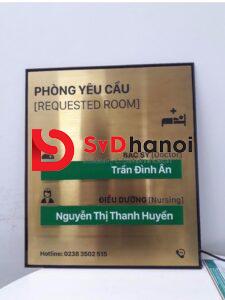 PHÒNG YÊU CẦU
[REQUESTED ROOM]
SVDhanoi
BÁC SỸ [Doctor]
Trần Đình Ân
ĐIỀU DƯỠNG [Nursing]
Nguyễn Thị Thanh Huyền
Hotline: 0238 3502 515